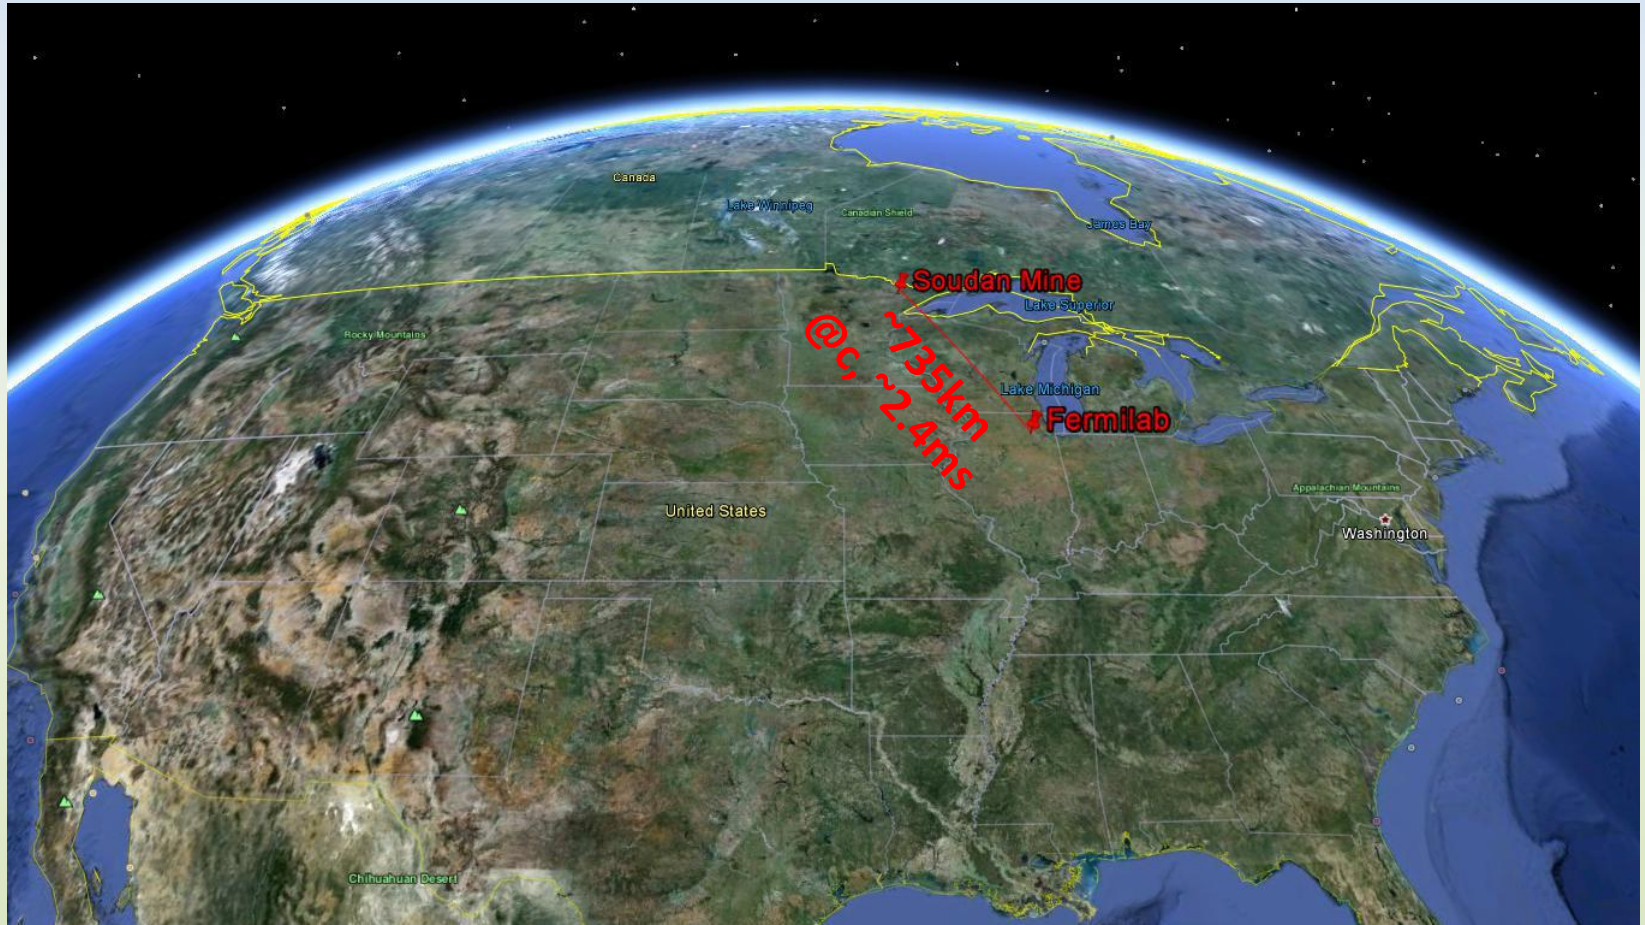 Canada
Lake Winnipeg
Canadian Shield
James Bay
Soudan Mine
Lake Superior
Rocky Mountains
~735km
@c, ~2.4ms
Lake Michigan
Fermilab
Appalachian Mountains
United States
Washington
Chihuahuan Desert